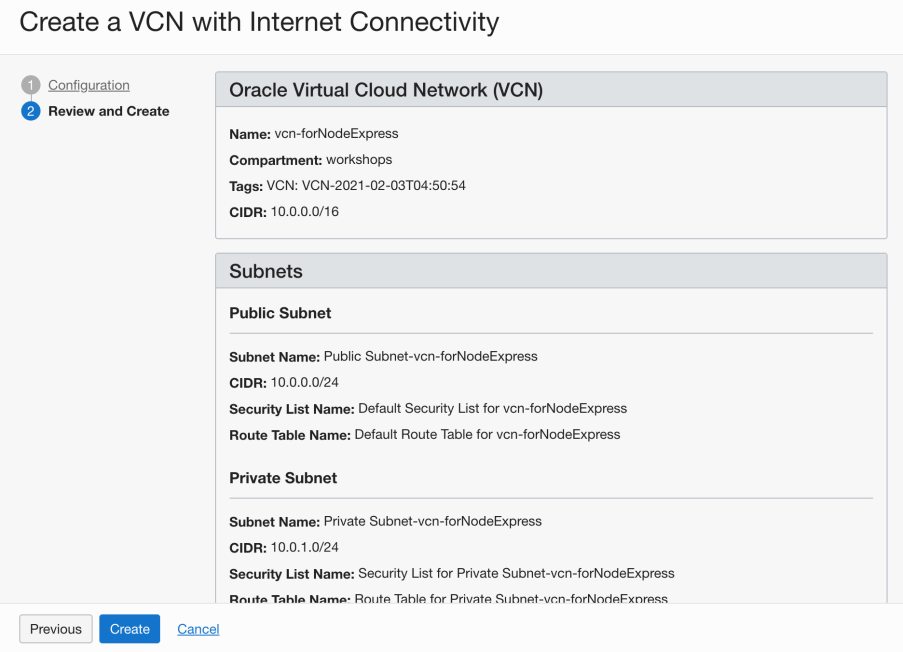 Create a VCN with Internet Connectivity
1 Configuration
2 Review and Create
Oracle Virtual Cloud Network (VCN)
Name: vcn-forNodeExpress
Compartment: workshops
Tags: VCN: VCN-2021-02-03T04:50:54
CIDR: 10.0.0.0/16
Subnets
Public Subnet
Subnet Name: Public Subnet-vcn-forNodeExpress
CIDR: 10.0.0.0/24
Security List Name: Default Security List for vcn-forNodeExpress
Route Table Name: Default Route Table for vcn-forNodeExpress
Private Subnet
Subnet Name: Private Subnet-vcn-forNodeExpress
CIDR: 10.0.1.0/24
Security List Name: Security List for Private Subnet-vcn-forNodeExpress
Route Table Name: Route Table for Private Subnet-vcn-forNodeExpress
Previous Create Cancel